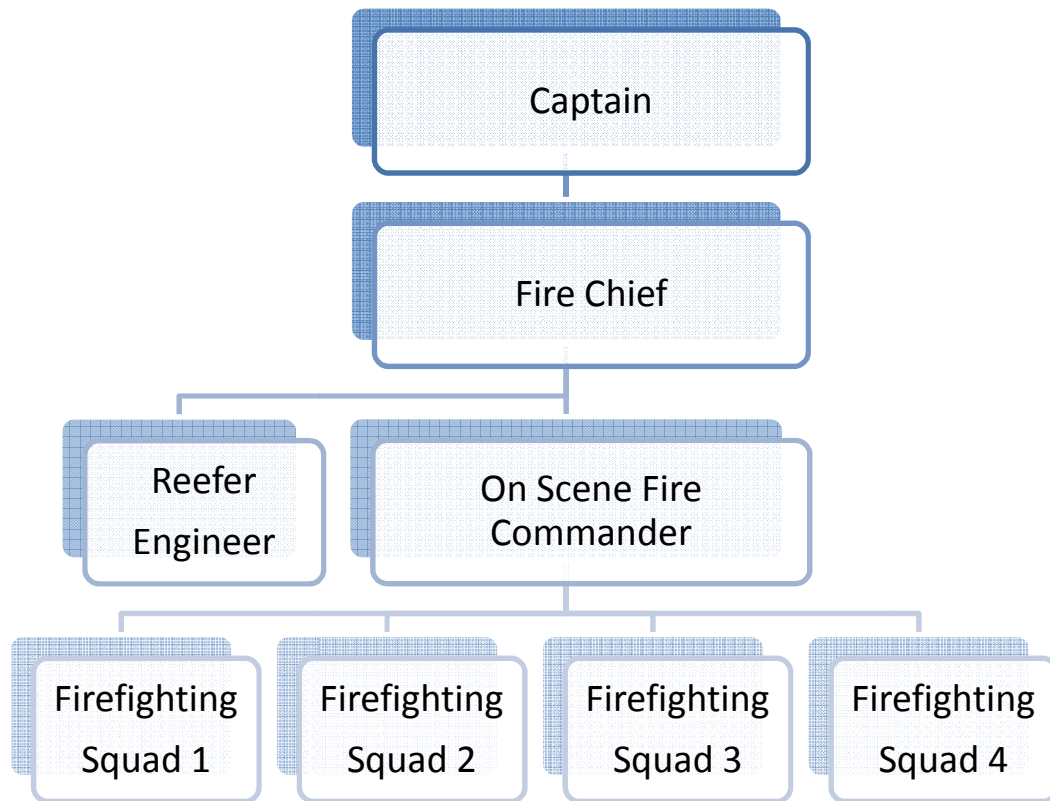 Captain
Fire Chief
Reefer
Engineer
On Scene Fire
Commander
Firefighting
Squad 1
Firefighting
Squad 2
Firefighting
Squad 3
Firefighting
Squad 4